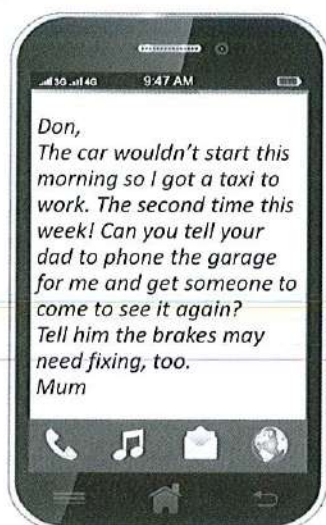 3G 4G 9:47 AM
Don,
The car wouldn't start this
morning so I got a taxi to
work. The second time this
week! Can you tell your
dad to phone the garage
for me and get someone to
come to see it again?
Tell him the brakes may
need fixing, too.
Mum